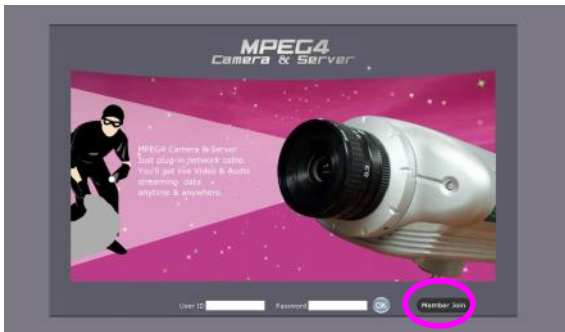 MPEG4
Camera & Server
MPEG4 Camera & Server
Just plug-in network cable.
You'll get live Video & Audio
streaming data
anytime & anywhere.
User ID
Password
OK
Member Join